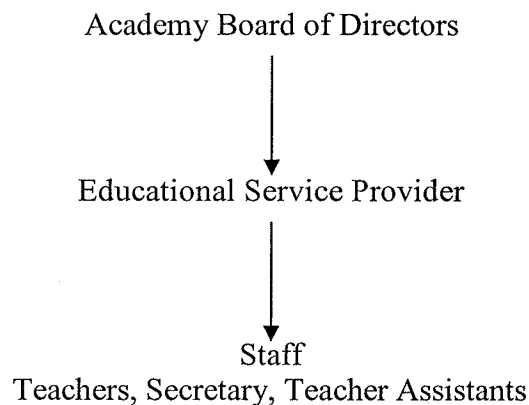 Academy Board of Directors
Educational Service Provider
Staff
Teachers, Secretary, Teacher Assistants